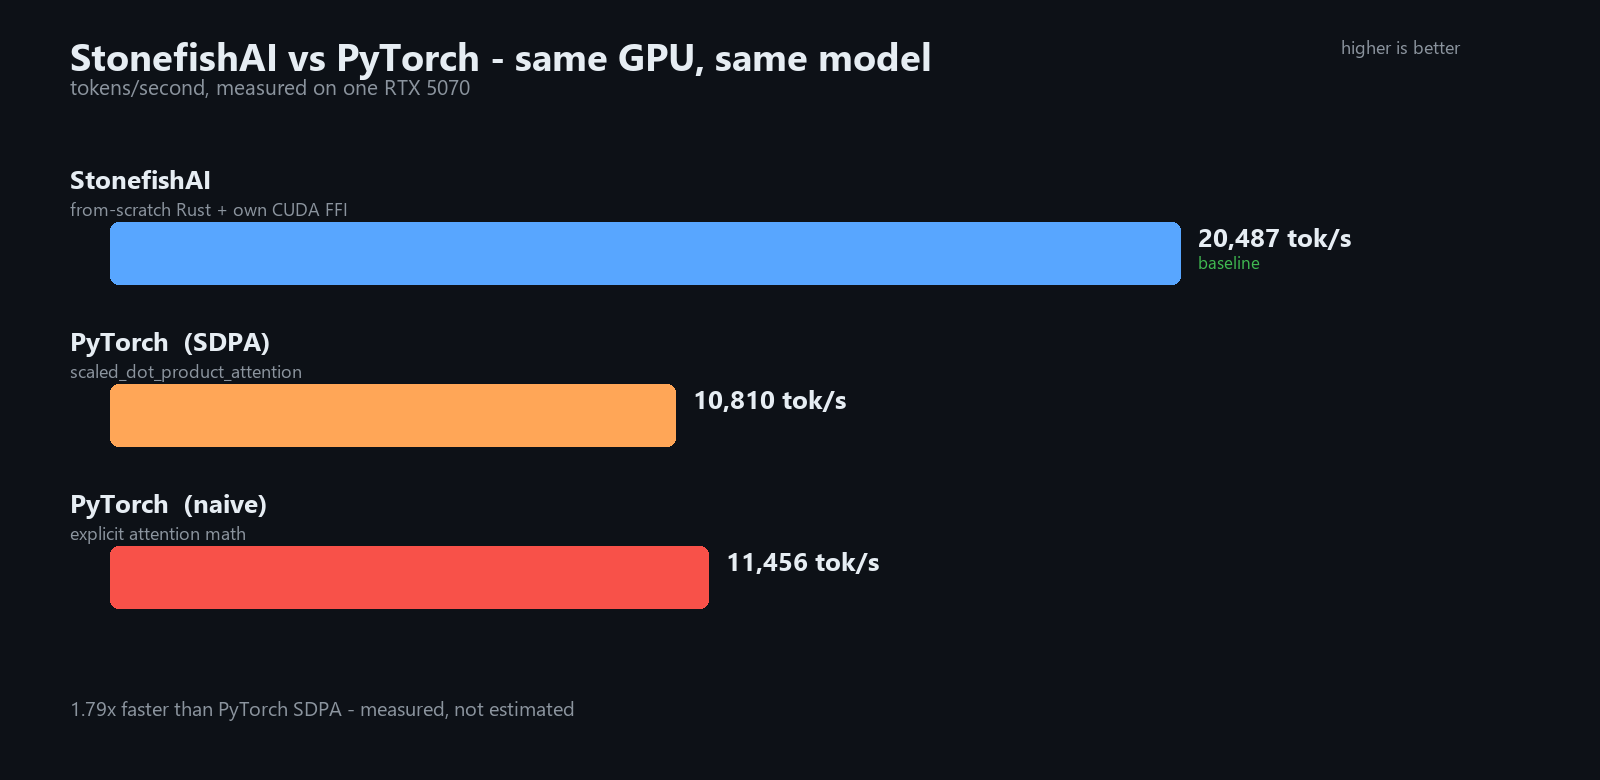 StonefishAI vs PyTorch - same GPU, same model
higher is better
tokens/second, measured on one RTX 5070
StonefishAI
from-scratch Rust + own CUDA FFI
20,487 tok/s
baseline
PyTorch (SDPA)
scaled_dot_product_attention
10,810 tok/s
PyTorch (naive)
explicit attention math
11,456 tok/s
1.79x faster than PyTorch SDPA - measured, not estimated